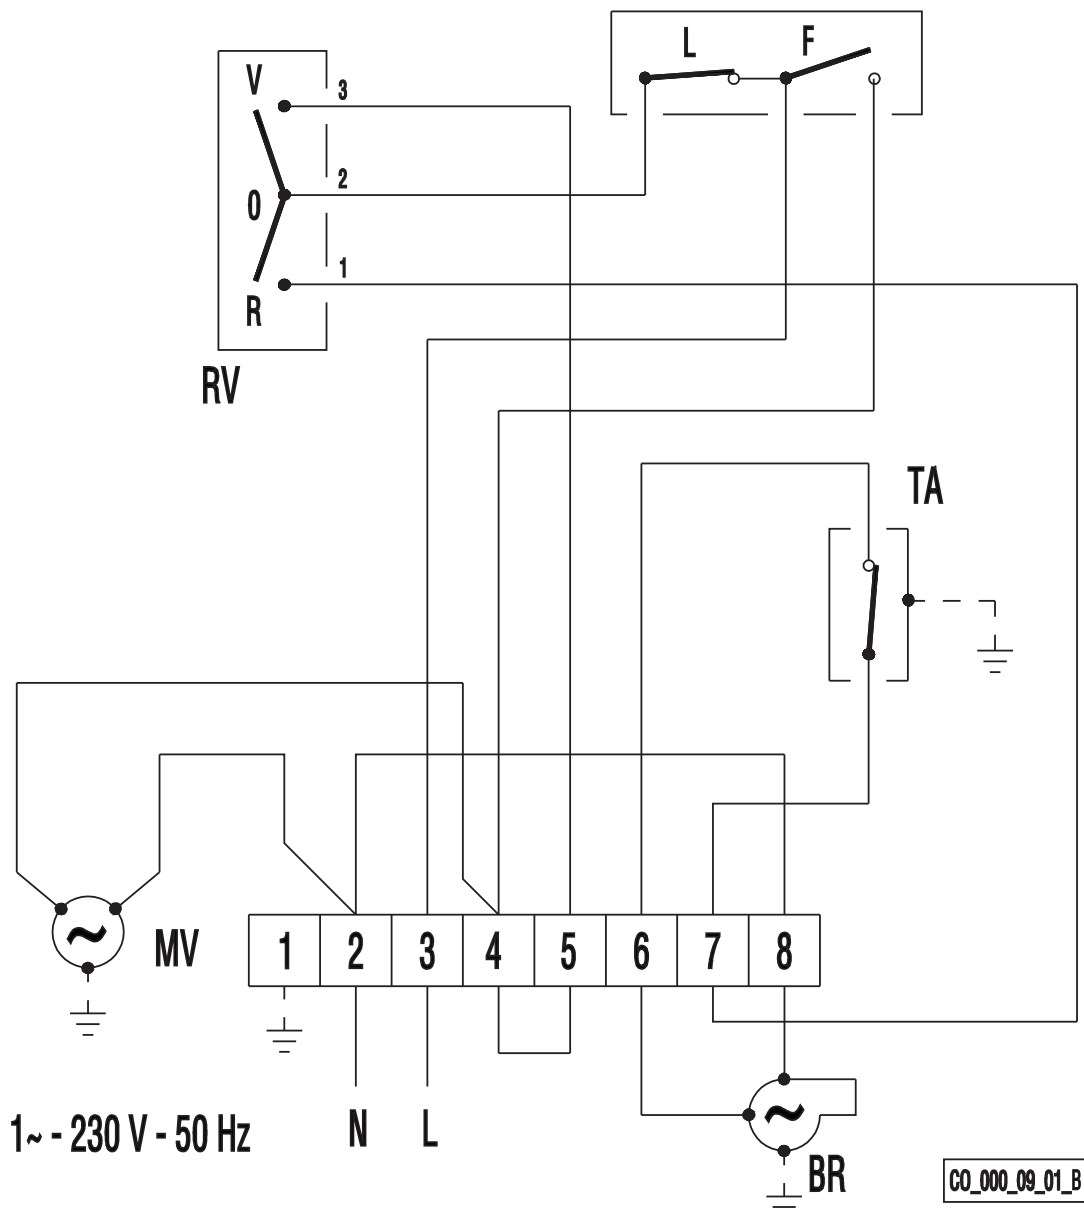 L F
V
3
2
0
1
R
RV
TA
MV
1 2 3 4 5 6 7 8
N L
1~ - 230 V - 50 Hz
~
~
BR
CO_000_09_01_B